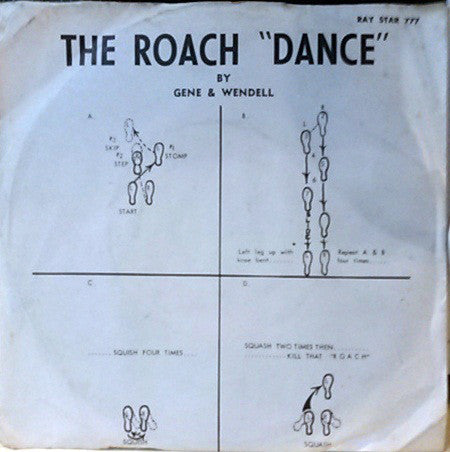 RAY STAR 777
THE ROACH "DANCE"
BY
GENE & WENDELL
A.
SKIP
STEP
STOMP
START
B.
Left leg up with
knee bent.......
Repeat A & B
four times.....
C
.......SQUISH FOUR TIMES....
SQUISH
D.
SQUASH TWO TIMES THEN..........
............KILL THAT "ROACH"
SQUASH